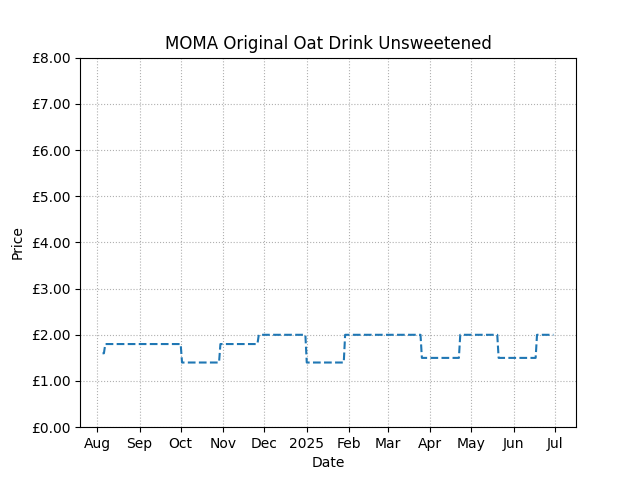 MOMA Original Oat Drink Unsweetened
£8.00
£7.00
£6.00
£5.00
£4.00
£3.00
£2.00
£1.00
£0.00
Price
Aug Sep Oct Nov Dec 2025 Feb Mar Apr May Jun Jul
Date